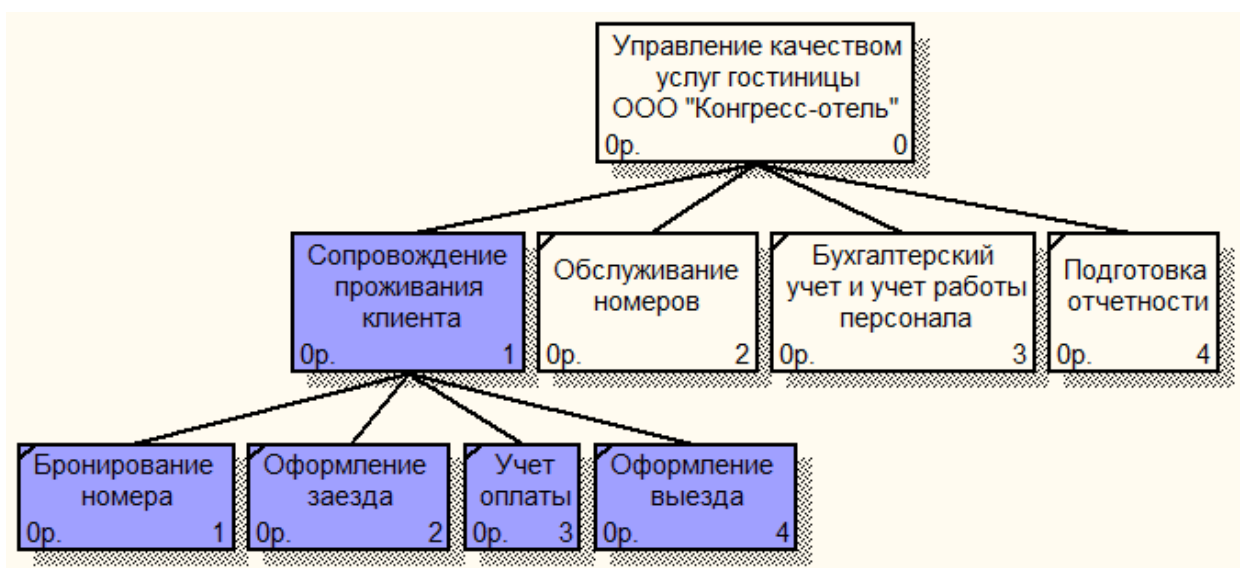 Управление качеством
услуг гостиницы
ООО "Конгресс-отель"
0р. 0
Сопровождение
проживания
клиента
0р. 1
Обслуживание
номеров
0р. 2
Бухгалтерский
учет и учет работы
персонала
0р. 3
Подготовка
отчетности
0р. 4
Бронирование
номера
0р. 1
Оформление
заезда
0р. 2
Учет
оплаты
0р. 3
Оформление
выезда
0р. 4